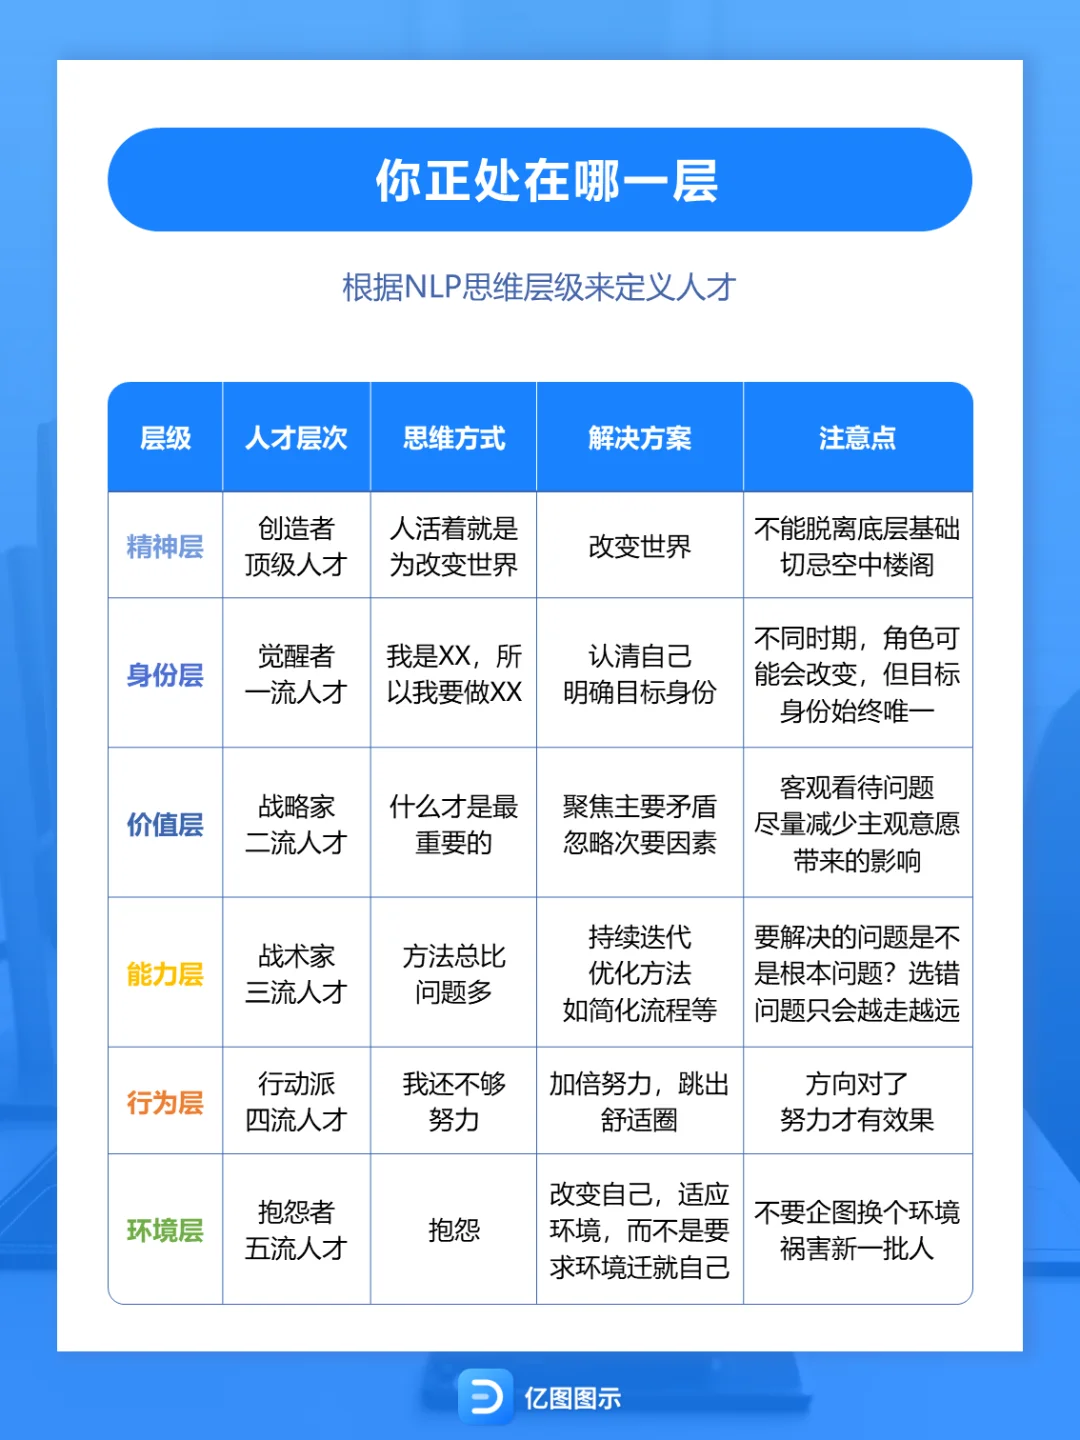 你正处在哪一层
根据NLP思维层级来定义人才
层级 人才层次 思维方式 解决方案 注意点
精神层
创造者
顶级人才
人活着就是
为改变世界
改变世界
不能脱离底层基础
切忌空中楼阁
身份层
觉醒者
一流人才
我是XX，所
以我要做XX
认清自己
明确目标身份
不同时期，角色可
能会改变，但目标
身份始终唯一
价值层
战略家
二流人才
什么才是最
重要的
聚焦主要矛盾
忽略次要因素
客观看待问题
尽量减少主观意愿
带来的影响
能力层
战术家
三流人才
方法总比
问题多
持续迭代
优化方法
如简化流程等
要解决的问题是不
是根本问题？选错
问题只会越走越远
行为层
行动派
四流人才
我还不够
努力
加倍努力，跳出
舒适圈
方向对了
努力才有效果
环境层
抱怨者
五流人才
抱怨
改变自己，适应
环境，而不是要
求环境迁就自己
不要企图换个环境
祸害新一批人
亿图图示